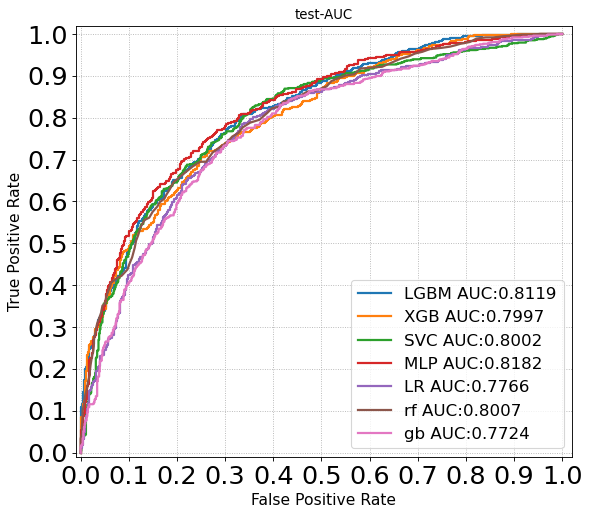 test-AUC
True Positive Rate
1.0
0.9
0.8
0.7
0.6
0.5
0.4
0.3
0.2
0.1
0.0
LGBM AUC:0.8119
XGB AUC:0.7997
SVC AUC:0.8002
MLP AUC:0.8182
LR AUC:0.7766
rf AUC:0.8007
gb AUC:0.7724
0.0 0.1 0.2 0.3 0.4 0.5 0.6 0.7 0.8 0.9 1.0
False Positive Rate